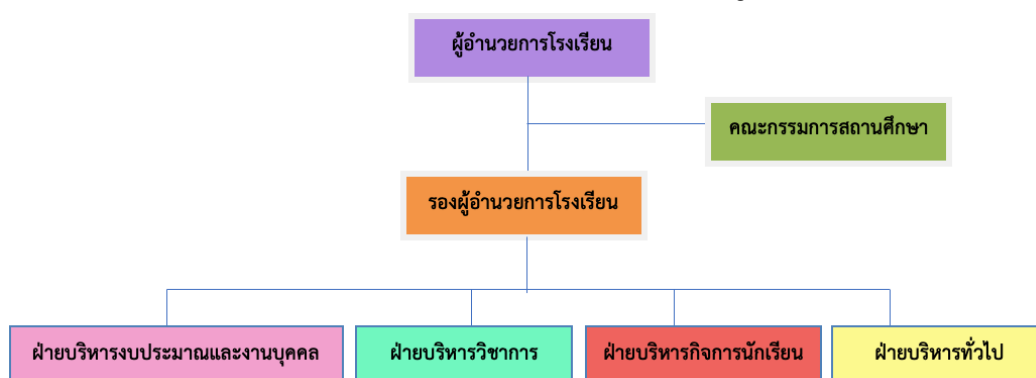 ผู้อำนวยการโรงเรียน
คณะกรรมการสถานศึกษา
รองผู้อำนวยการโรงเรียน
ฝ่ายบริหารงบประมาณและงานบุคคล
ฝ่ายบริหารวิชาการ
ฝ่ายบริหารกิจการนักเรียน
ฝ่ายบริหารทั่วไป